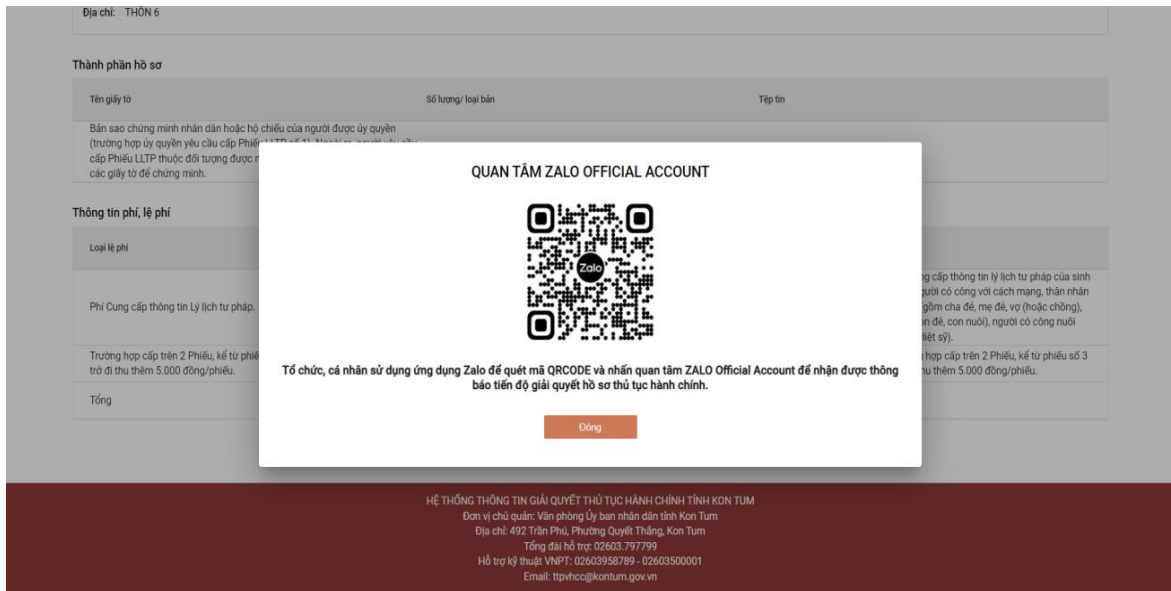 Địa chỉ: THÔN 6
Thành phần hồ sơ
Tên giấy tờ Số lượng/ loại bản Tệp tin
Bản sao chứng minh nhân dân hoặc hộ chiếu của người được ủy quyền
(trường hợp ủy quyền yêu cầu cấp Phiếu
cấp Phiếu LLTP thuộc đối tượng được
các giấy tờ để chứng minh.
Thông tin phí, lệ phí
Loại lệ phí
Phí Cung cấp thông tin Lý lịch tư pháp.
Trường hợp cấp trên 2 Phiếu, kể từ
trở đi thu thêm 5.000 đồng/phiếu.
Tổng
cấp thông tin lý lịch tư pháp của sinh
có công với cách mạng, thân nhân
gồm cha đẻ, mẹ đẻ, vợ (hoặc chồng),
đẻ, con nuôi), người có công nuôi
liệt sỹ).
hợp cấp trên 2 Phiếu, kể từ phiếu số 3
thêm 5.000 đồng/phiếu.
QUAN TÂM ZALO OFFICIAL ACCOUNT
Zalo
Tổ chức, cá nhân sử dụng ứng dụng Zalo để quét mã QRCODE và nhấn quan tâm ZALO Official Account để nhận được thông
báo tiến độ giải quyết hồ sơ thủ tục hành chính.
Đóng
HỆ THỐNG THÔNG TIN GIẢI QUYẾT THỦ TỤC HÀNH CHÍNH TỈNH KON TUM
Đơn vị chủ quản: Văn phòng Ủy ban nhân dân tỉnh Kon Tum
Địa chỉ: 492 Trần Phú, Phường Quyết Thắng, Kon Tum
Tổng đài hỗ trợ: 02603.797799
Hỗ trợ kỹ thuật VNPT: 02603958789 - 02603500001
Email: ttpvhcc@kontum.gov.vn